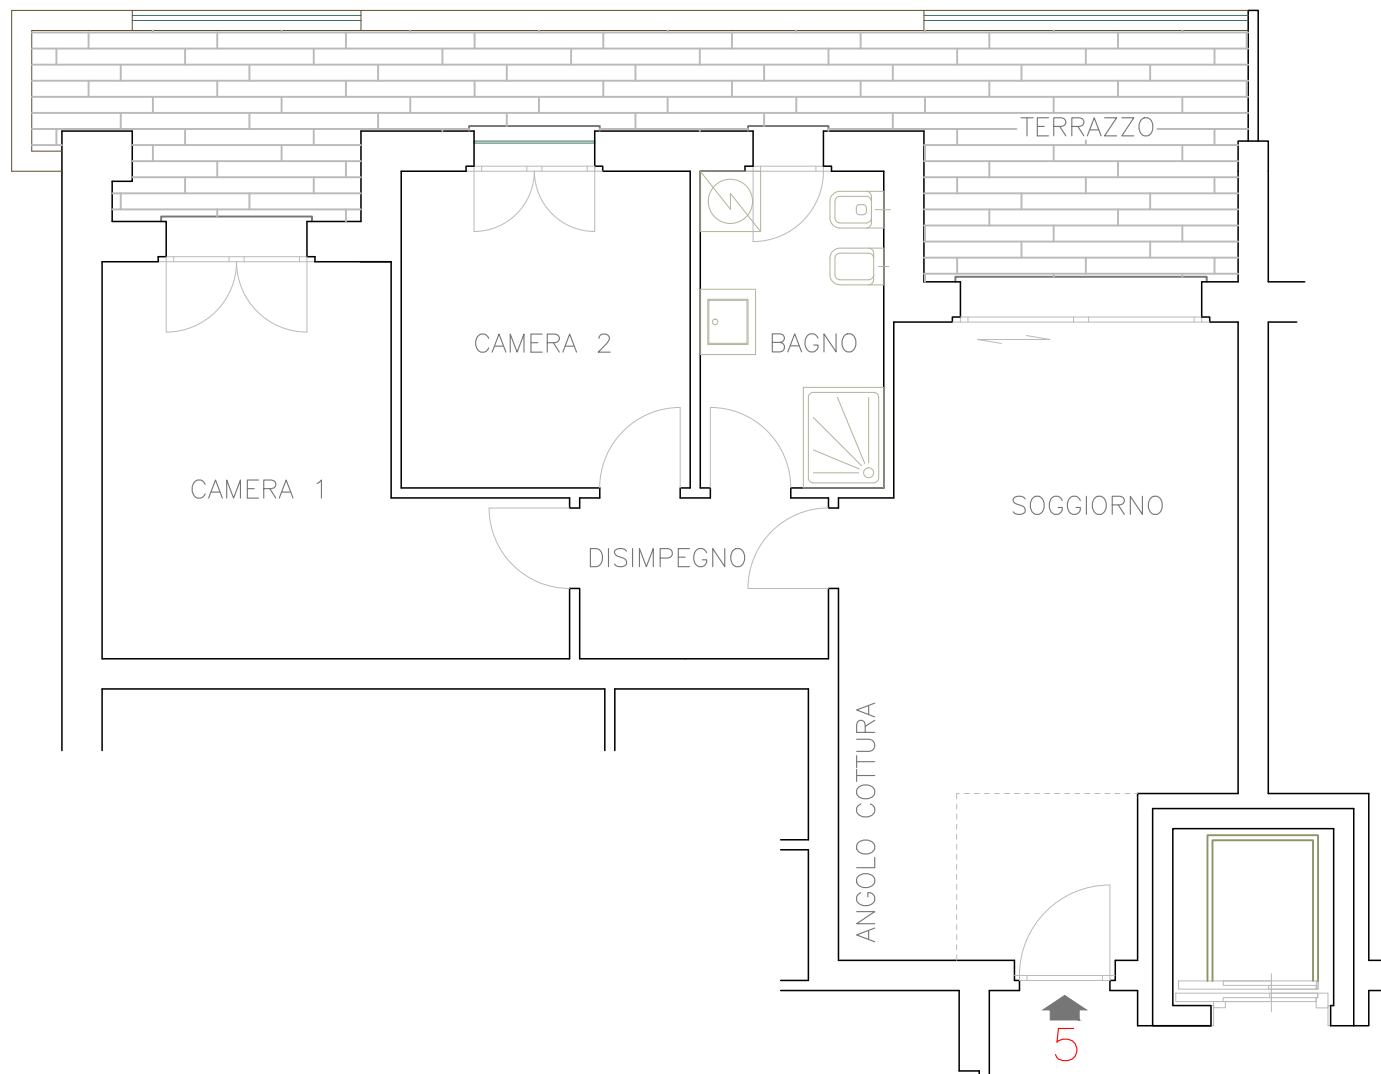 TERRAZZO
CAMERA 2
BAGNO
CAMERA 1
SOGGIORNO
DISIMPEGNO
ANGOLO COTTURA
5